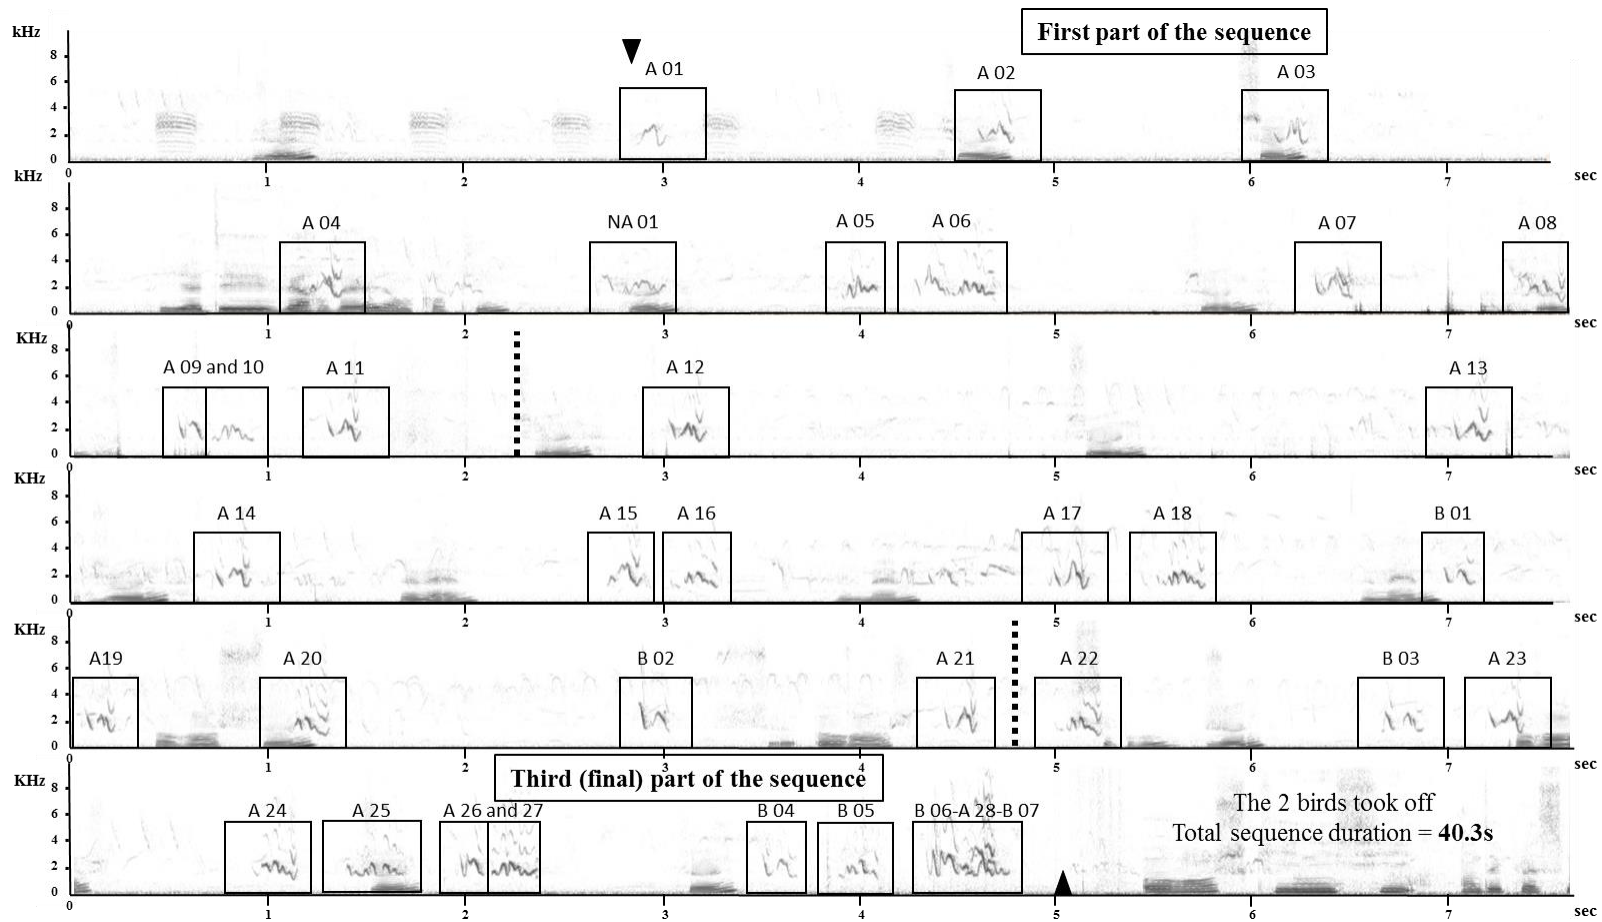 kHz
First part of the sequence
8
A 01
A 02
A 03
6
4
2
0
0 1 2 3 4 5 6 7 sec
kHz
8
A 04
NA 01
A 05
A 06
A 07
A 08
6
4
2
0
0 1 2 3 4 5 6 7 sec
KHz
8
A 09 and 10
A 11
A 12
A 13
6
4
2
0
0 1 2 3 4 5 6 7 sec
KHz
8
A 14
A 15
A 16
A 17
A 18
B 01
6
4
2
0
0 1 2 3 4 5 6 7 sec
KHz
8
A19
A 20
B 02
A 21
A 22
B 03
A 23
6
4
2
0
0 1 2 3 4 5 6 7 sec
KHz
Third (final) part of the sequence
8
A 24
A 25
A 26 and 27
B 04
B 05
B 06-A 28-B 07
The 2 birds took off
Total sequence duration = 40.3s
6
4
2
0
0 1 2 3 4 5 6 7 sec